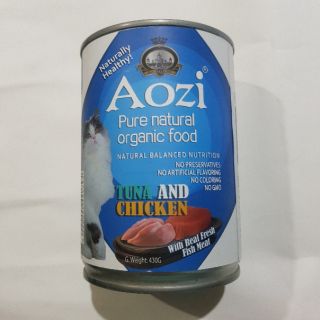 Naturally
Healthy!
Aozi®
Pure natural
organic food
NATURAL BALANCED NUTRITION
NO PRESERVATIVES
NO ARTIFICIAL FLAVORING
NO COLORING
NO GMO
TUNA AND
CHICKEN
With Real Fresh
Fish Meat
G. Weight: 430G